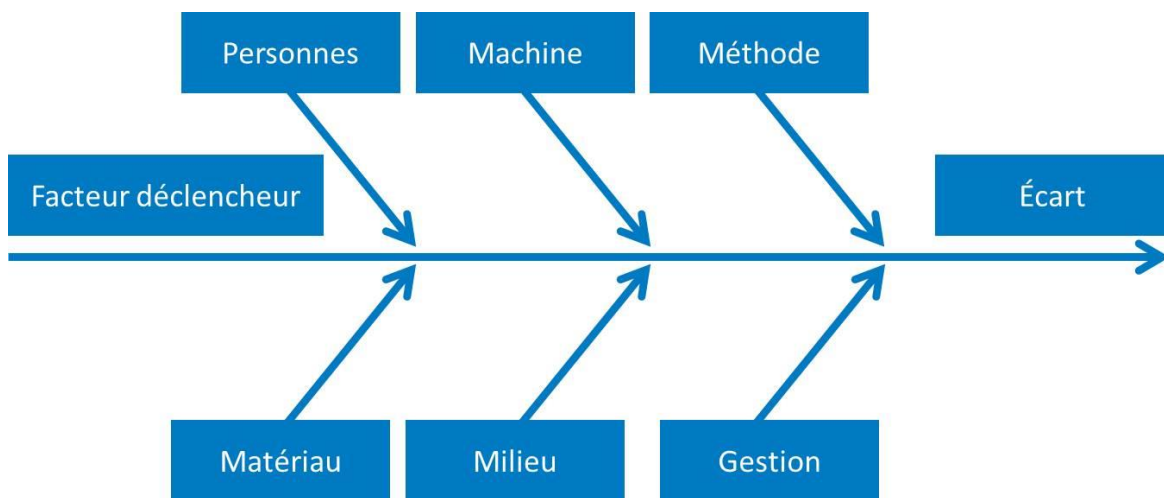 Personnes
Machine
Méthode
Facteur déclencheur
Écart
Matériau
Milieu
Gestion